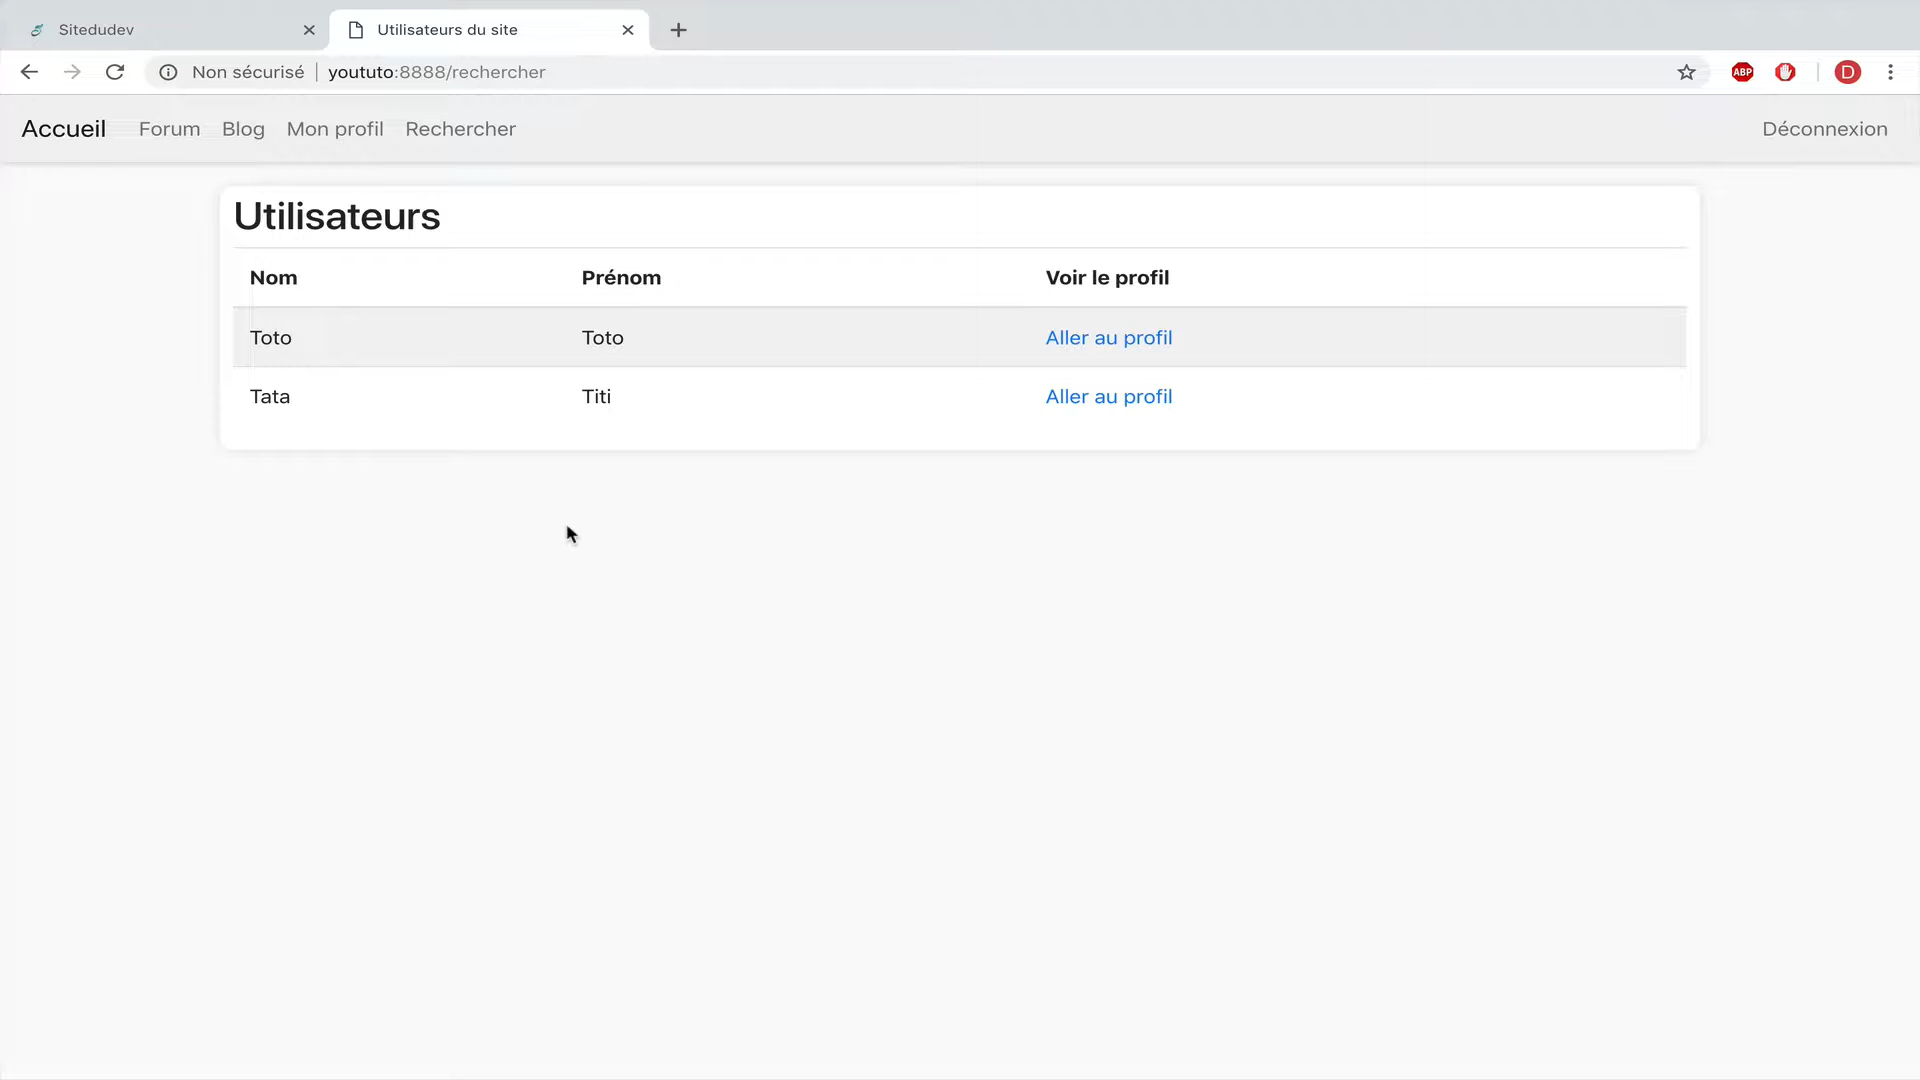 Sitedudev
Utilisateurs du site
Non sécurisé | yoututo:8888/rechercher
ABP
D
Accueil Forum Blog Mon profil Rechercher Déconnexion
Utilisateurs
Nom Prénom Voir le profil
Toto Toto Aller au profil
Tata Titi Aller au profil